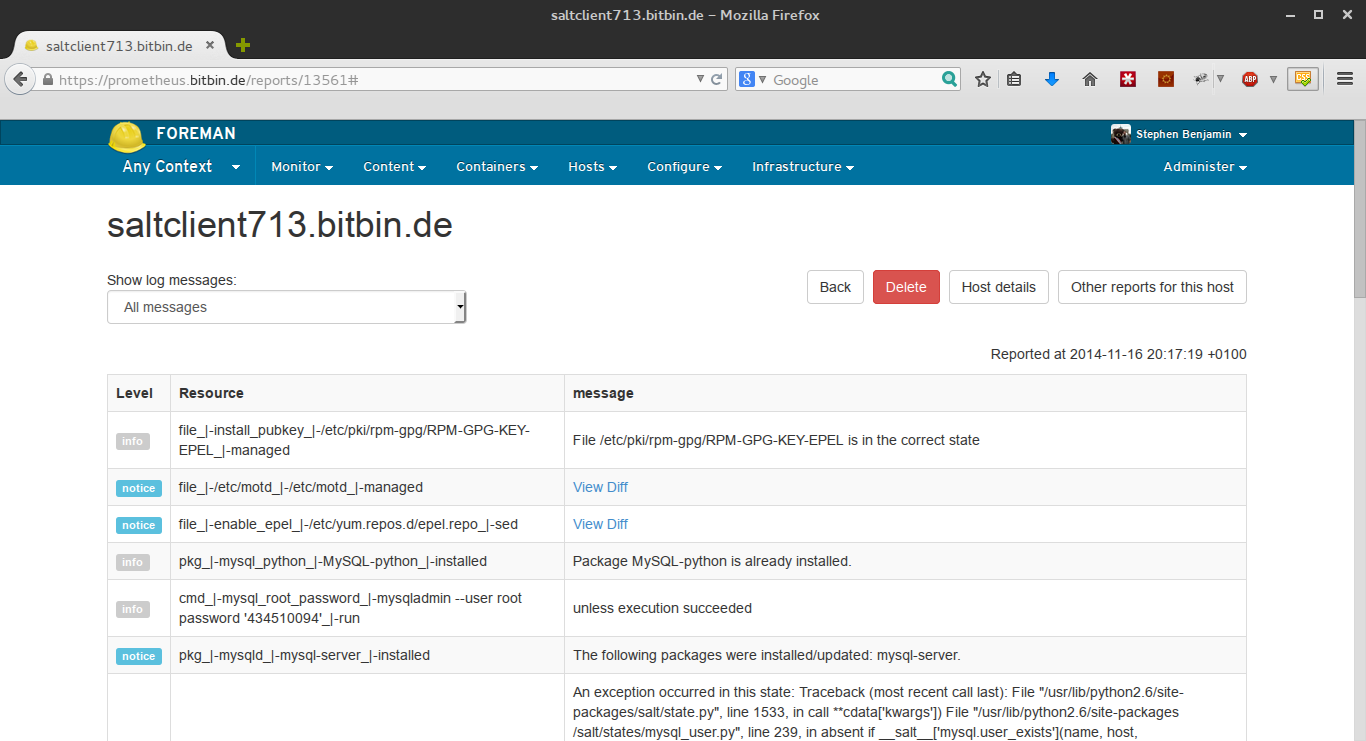 saltclient713.bitbin.de – Mozilla Firefox
saltclient713.bitbin.de
https://prometheus.bitbin.de/reports/13561#
Google
ABP
FOREMAN
Stephen Benjamin
Any Context
Monitor
Content
Containers
Hosts
Configure
Infrastructure
Administer
saltclient713.bitbin.de
Show log messages:
All messages
Back
Delete
Host details
Other reports for this host
Reported at 2014-11-16 20:17:19 +0100
Level
Resource
message
info
file_|-install_pubkey_|-/etc/pki/rpm-gpg/RPM-GPG-KEY-
EPEL_|-managed
File /etc/pki/rpm-gpg/RPM-GPG-KEY-EPEL is in the correct state
notice
file_|-/etc/motd_|-/etc/motd_|-managed
View Diff
notice
file_|-enable_epel_|-/etc/yum.repos.d/epel.repo_|-sed
View Diff
info
pkg_|-mysql_python_|-MySQL-python_|-installed
Package MySQL-python is already installed.
info
cmd_|-mysql_root_password_|-mysqladmin --user root
password '434510094'_|-run
unless execution succeeded
notice
pkg_|-mysqld_|-mysql-server_|-installed
The following packages were installed/updated: mysql-server.
An exception occurred in this state: Traceback (most recent call last): File "/usr/lib/python2.6/site-
packages/salt/state.py", line 1533, in call **cdata['kwargs']) File "/usr/lib/python2.6/site-packages
/salt/states/mysql_user.py", line 239, in absent if __salt__['mysql.user_exists'](name, host,